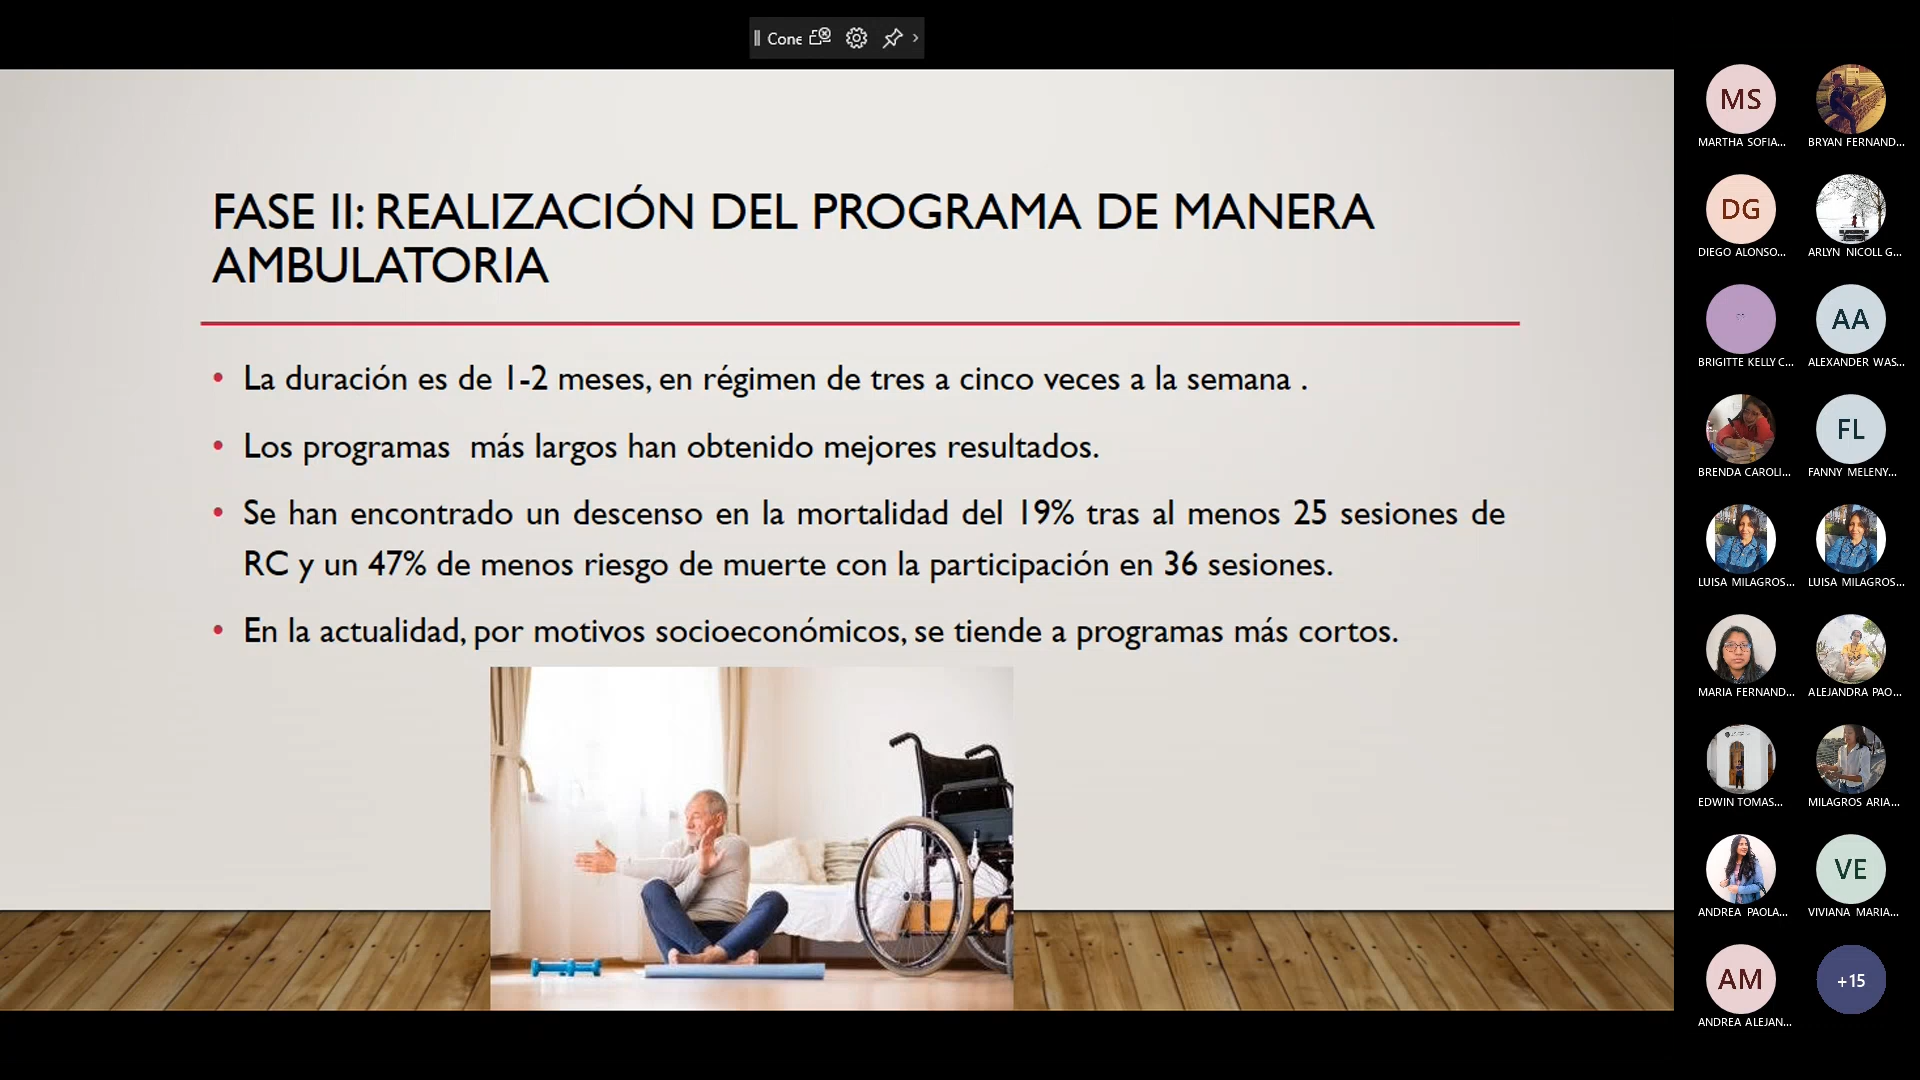 Cone
FASE II: REALIZACIÓN DEL PROGRAMA DE MANERA
AMBULATORIA
• La duración es de 1-2 meses, en régimen de tres a cinco veces a la semana .
• Los programas  más largos han obtenido mejores resultados.
• Se han encontrado un descenso en la mortalidad del 19% tras al menos 25 sesiones de
RC y un 47% de menos riesgo de muerte con la participación en 36 sesiones.
• En la actualidad, por motivos socioeconómicos, se tiende a programas más cortos.
MS
MARTHA SOFIA...
BRYAN FERNAND...
DG
DIEGO ALONSO...
ARLYN NICOLL G...
BRIGITTE KELLY C...
AA
ALEXANDER WAS...
BRENDA CAROLI...
FL
FANNY MELENY...
LUISA MILAGROS...
LUISA MILAGROS...
MARIA FERNAND...
ALEJANDRA PAO...
EDWIN TOMAS...
MILAGROS ARIA...
ANDREA PAOLA...
VE
VIVIANA MARIA...
AM
ANDREA ALEJAN...
+15